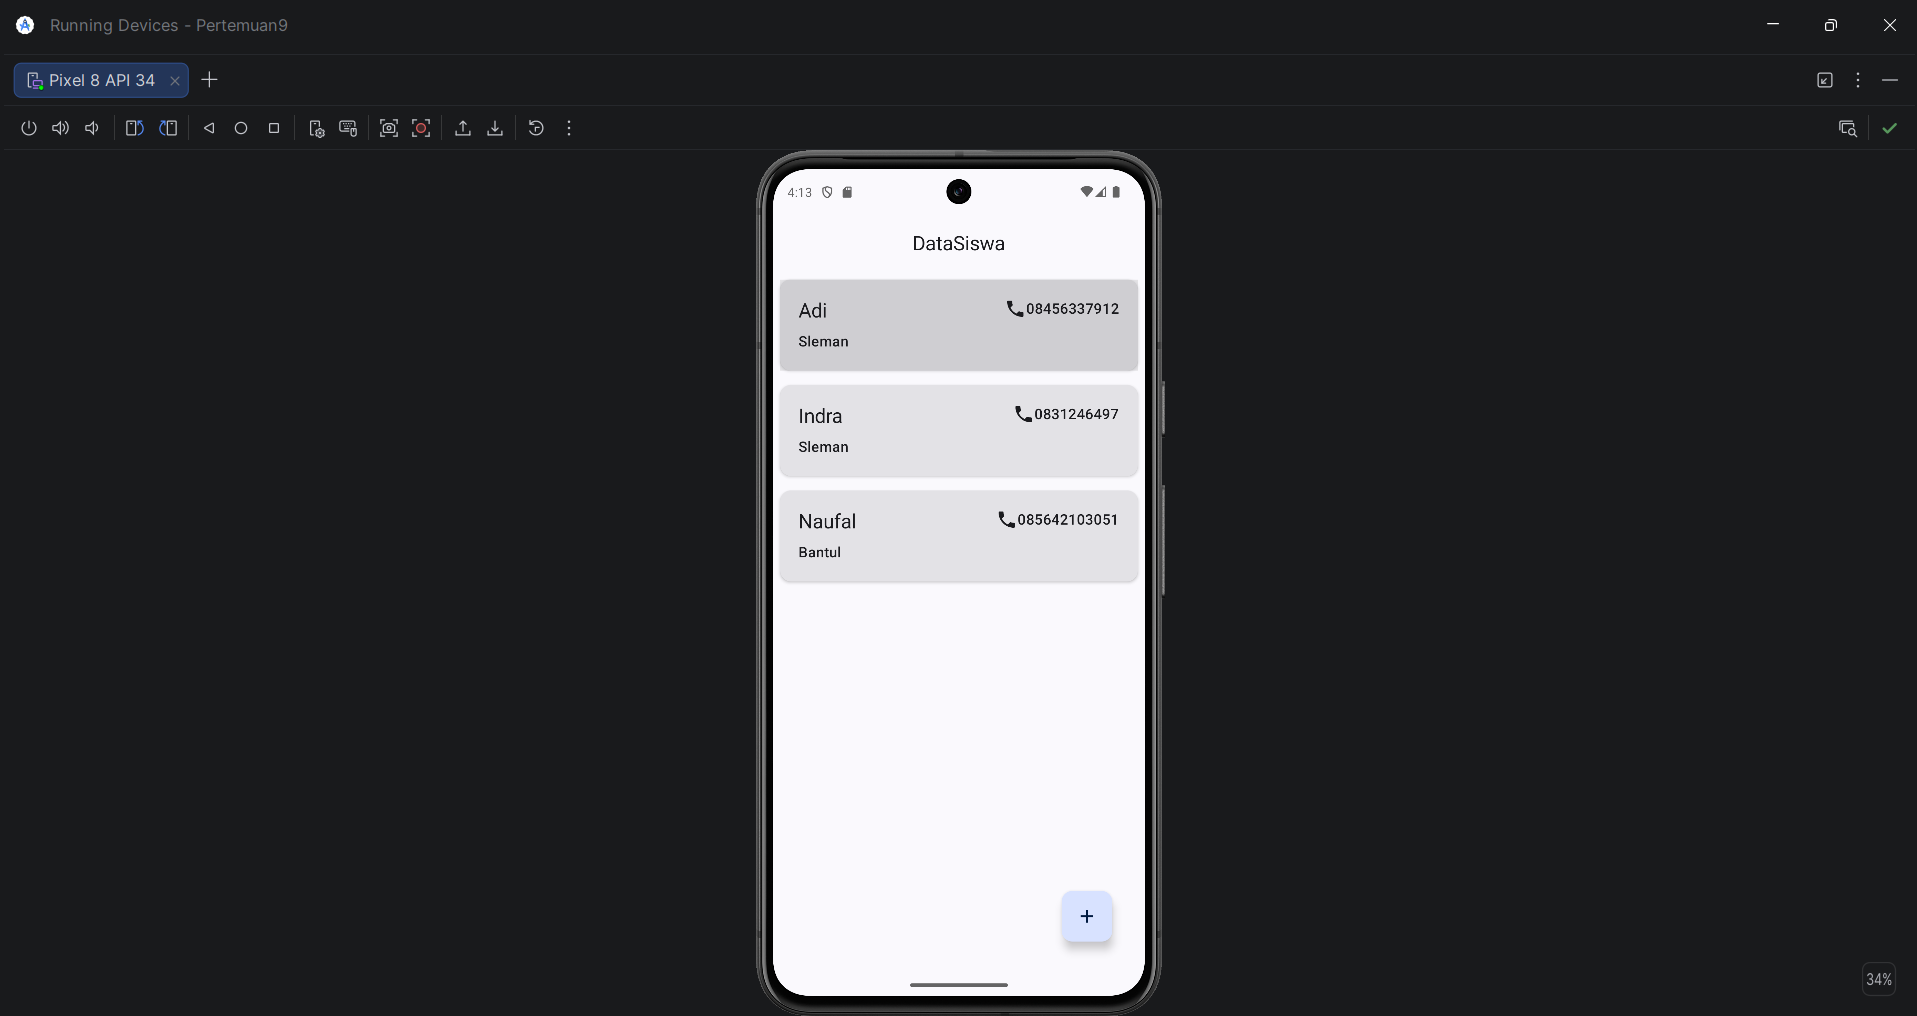 Running Devices - Pertemuan9
Pixel 8 API 34
4:13
DataSiswa
Adi
08456337912
Sleman
Indra
0831246497
Sleman
Naufal
085642103051
Bantul
34%